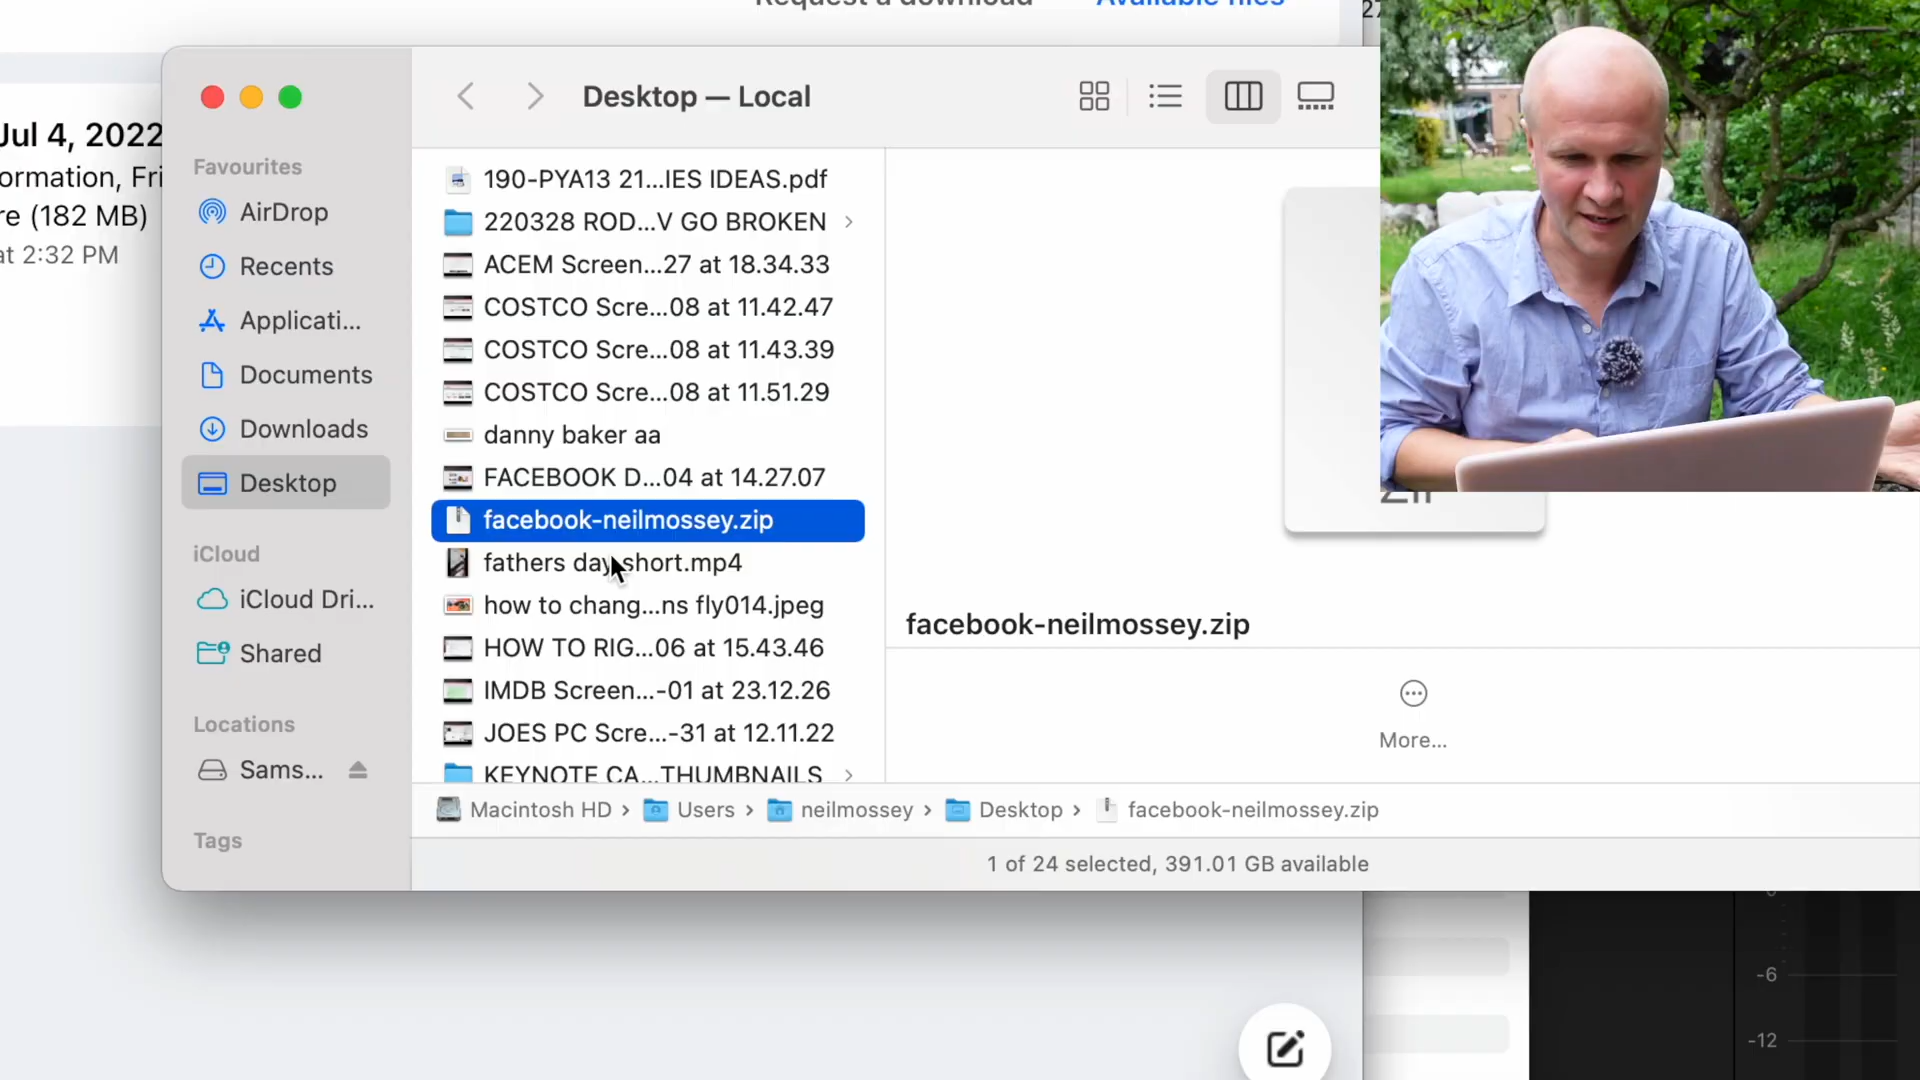 Request a download
Available files
Desktop — Local
Jul 4, 2022
ormation, Fri
re (182 MB)
at 2:32 PM
Favourites
AirDrop
Recents
Applicati...
Documents
Downloads
Desktop
iCloud
iCloud Dri...
Shared
Locations
Sams...
Tags
190-PYA13 21...IES IDEAS.pdf
220328 ROD...V GO BROKEN
ACEM Screen...27 at 18.34.33
COSTCO Scre...08 at 11.42.47
COSTCO Scre...08 at 11.43.39
COSTCO Scre...08 at 11.51.29
danny baker aa
FACEBOOK D...04 at 14.27.07
facebook-neilmossey.zip
fathers day short.mp4
how to chang...ns fly014.jpeg
HOW TO RIG...06 at 15.43.46
IMDB Screen...-01 at 23.12.26
JOES PC Scre...-31 at 12.11.22
KEYNOTE CA...THUMBNAILS
ZIP
facebook-neilmossey.zip
More...
Macintosh HD › Users › neilmossey › Desktop › facebook-neilmossey.zip
1 of 24 selected, 391.01 GB available
-6
-12